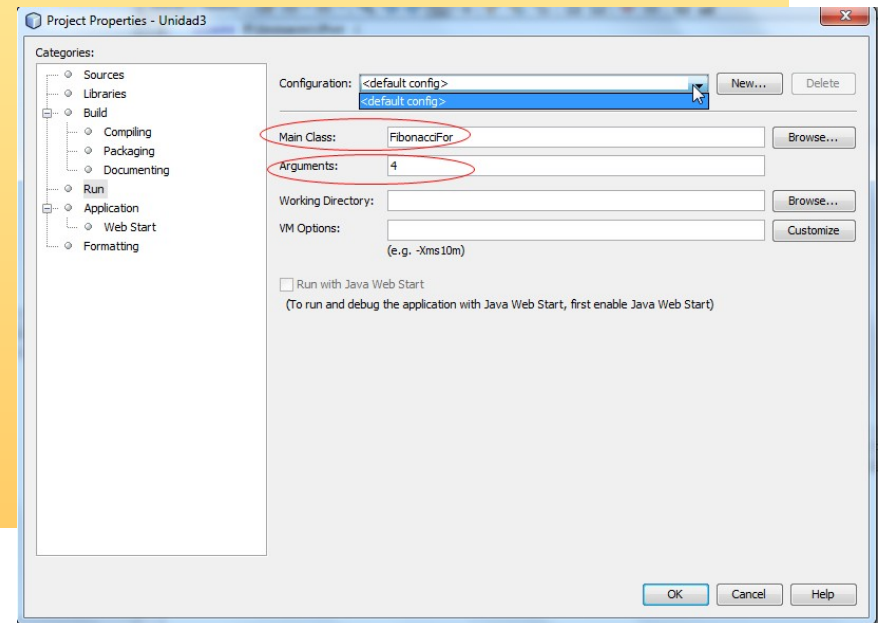 Project Properties - Unidad3
Categories:
Sources
Libraries
Build
Compiling
Packaging
Documenting
Run
Application
Web Start
Formatting
Configuration: <default config> New... Delete
<default config>
Main Class: FibonacciFor Browse...
Arguments: 4
Working Directory: Browse...
VM Options: Customize
(e.g. -Xms10m)
Run with Java Web Start
(To run and debug the application with Java Web Start, first enable Java Web Start)
OK Cancel Help